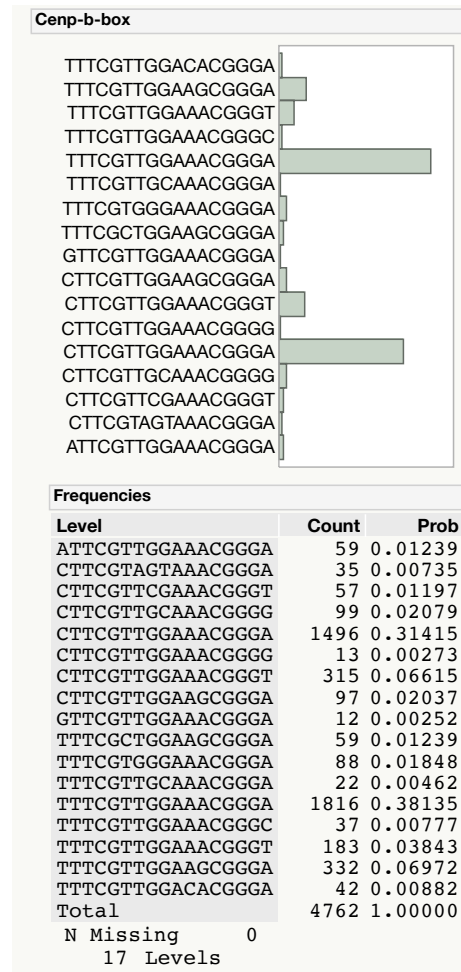 Cenp-b-box
TTTCGTTGGACACGGGA
TTTCGTTGGAAGCGGGA
TTTCGTTGGAAACGGGT
TTTCGTTGGAAACGGGC
TTTCGTTGGAAACGGGA
TTTCGTTGCAAACGGGA
TTTCGTGGGAAACGGGA
TTTCGCTGGAAGCGGGA
GTTCGTTGGAAACGGGA
CTTCGTTGGAAGCGGGA
CTTCGTTGGAAACGGGT
CTTCGTTGGAAACGGGG
CTTCGTTGGAAACGGGA
CTTCGTTGCAAACGGGG
CTTCGTTCGAAACGGGT
CTTCGTAGTAAACGGGA
ATTCGTTGGAAACGGGA
Frequencies
Level Count Prob
ATTCGTTGGAAACGGGA 59 0.01239
CTTCGTAGTAAACGGGA 35 0.00735
CTTCGTTCGAAACGGGT 57 0.01197
CTTCGTTGCAAACGGGG 99 0.02079
CTTCGTTGGAAACGGGA 1496 0.31415
CTTCGTTGGAAACGGGG 13 0.00273
CTTCGTTGGAAACGGGT 315 0.06615
CTTCGTTGGAAGCGGGA 97 0.02037
GTTCGTTGGAAACGGGA 12 0.00252
TTTCGCTGGAAGCGGGA 59 0.01239
TTTCGTGGGAAACGGGA 88 0.01848
TTTCGTTGCAAACGGGA 22 0.00462
TTTCGTTGGAAACGGGA 1816 0.38135
TTTCGTTGGAAACGGGC 37 0.00777
TTTCGTTGGAAACGGGT 183 0.03843
TTTCGTTGGAAGCGGGA 332 0.06972
TTTCGTTGGACACGGGA 42 0.00882
Total 4762 1.00000
N Missing 0
17 Levels